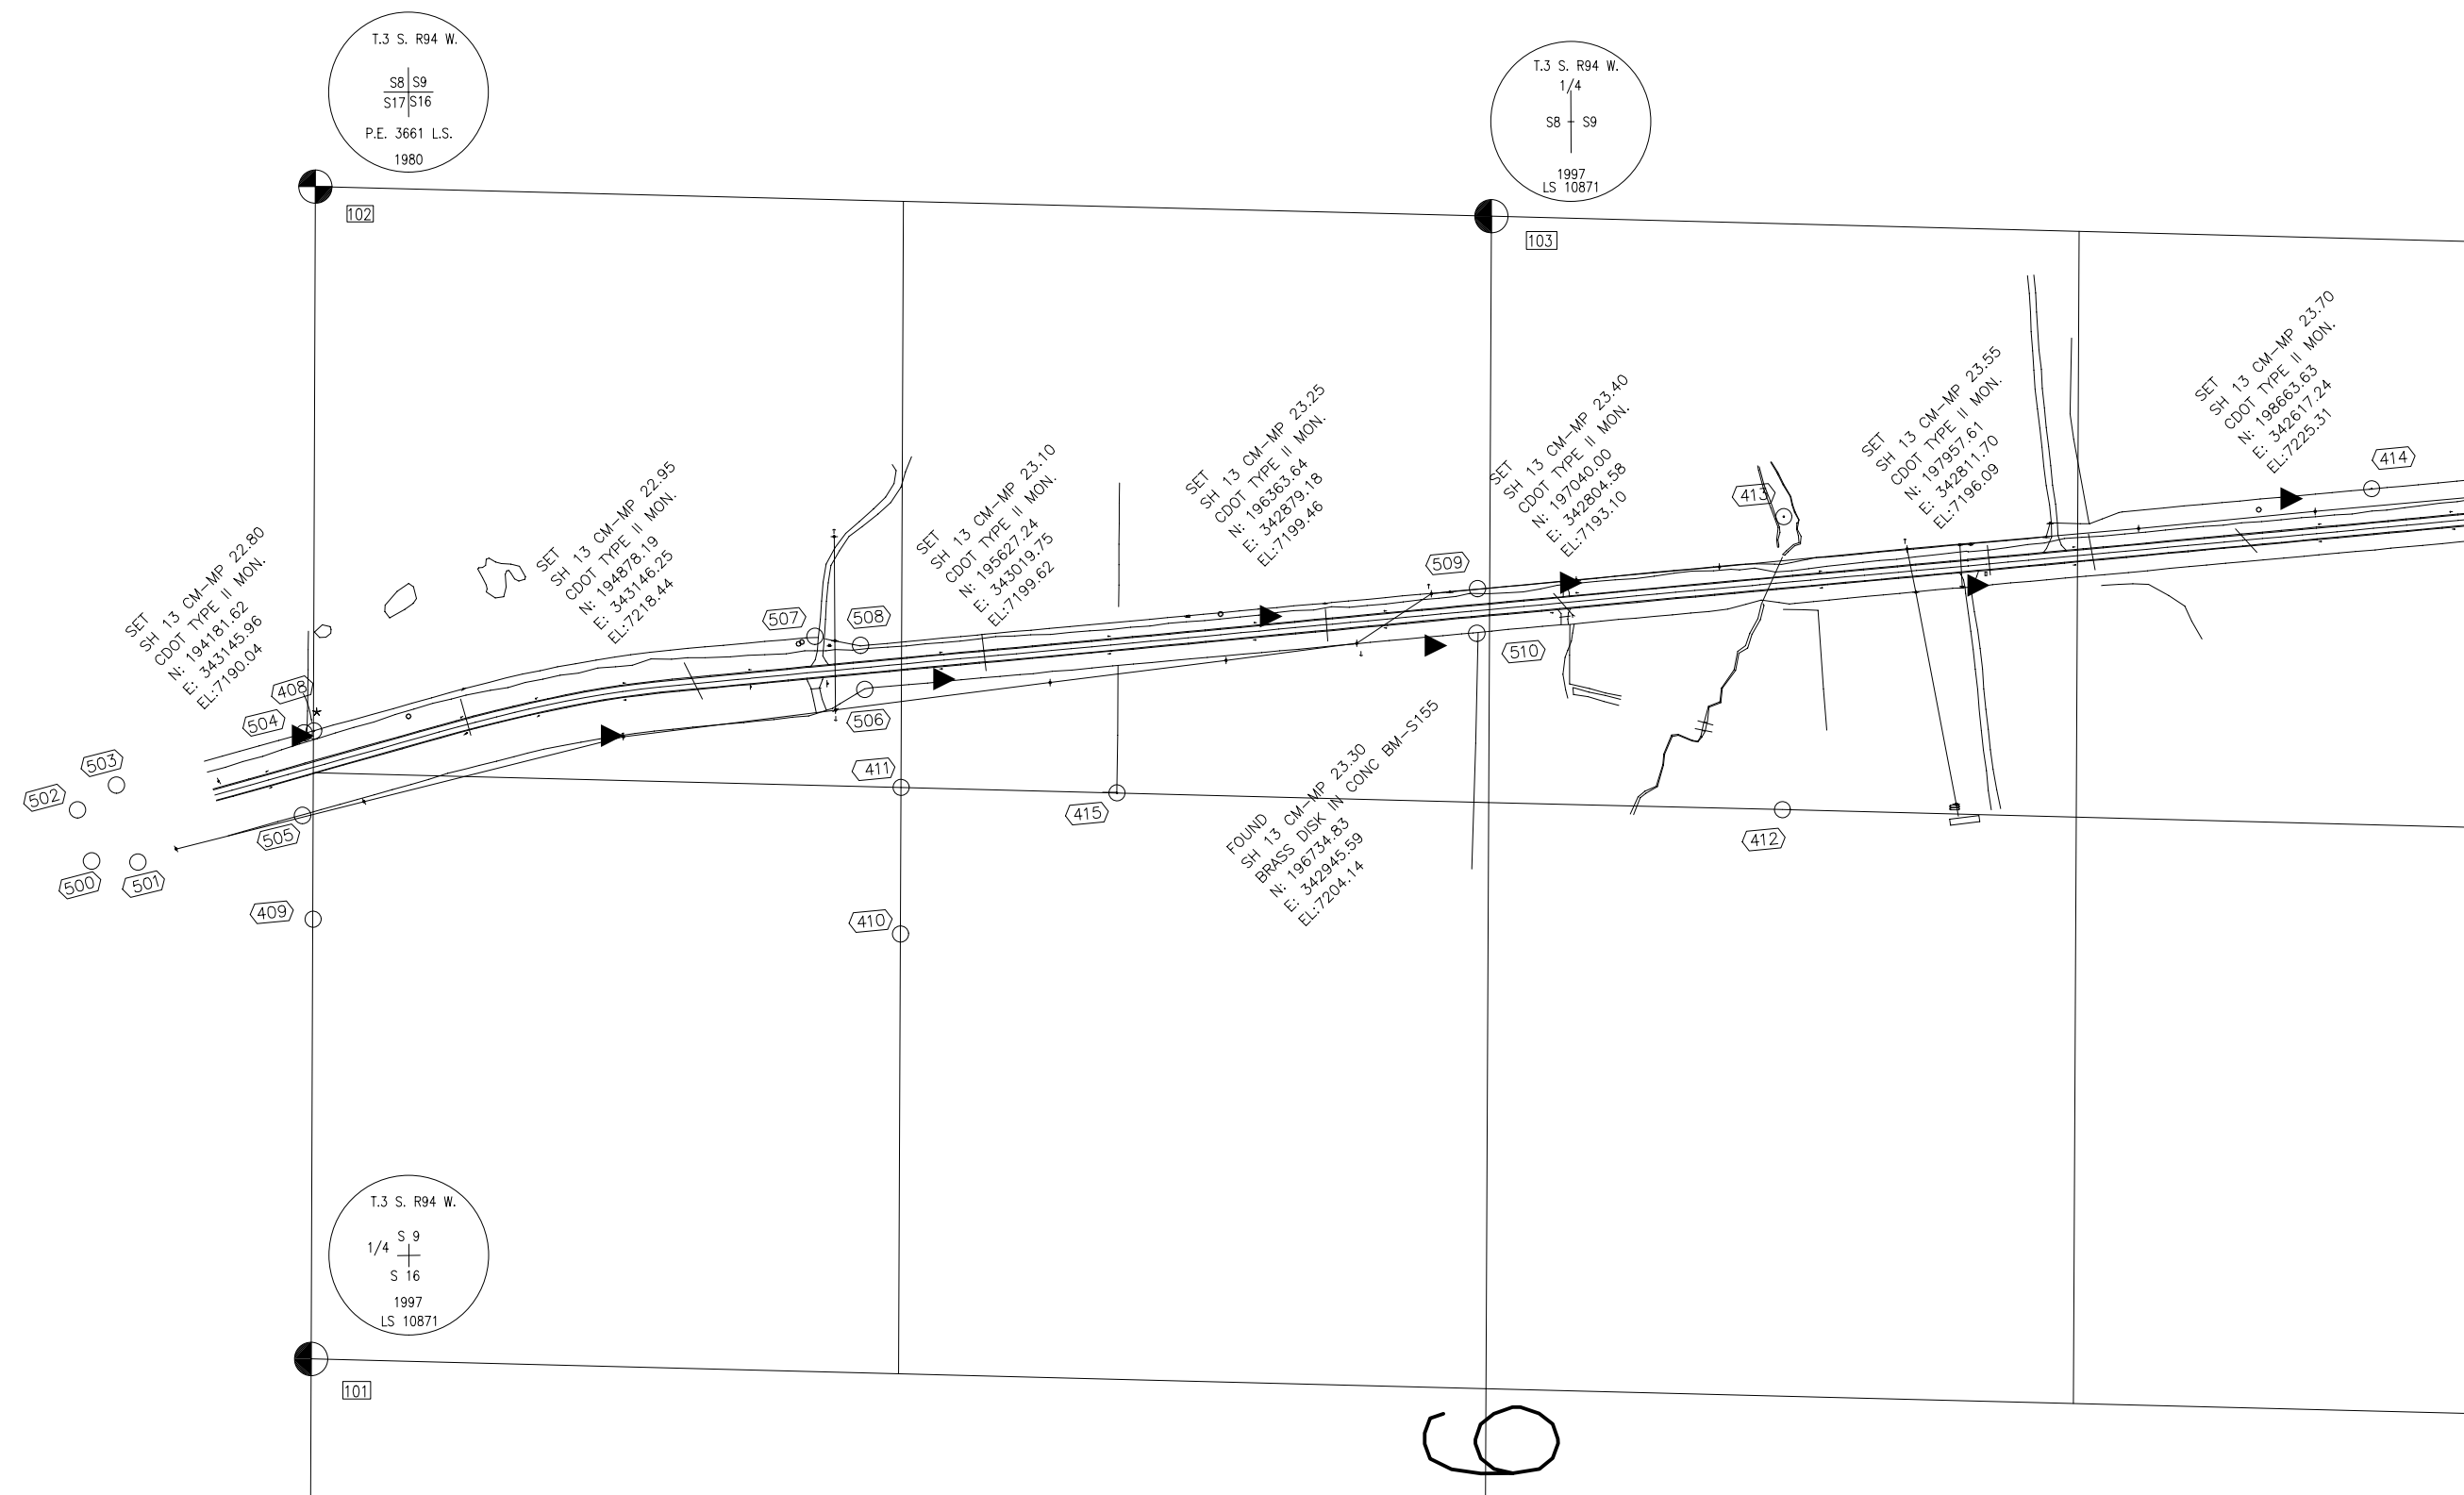 T.3 S. R94 W.
S8 S9
S17 S16
P.E. 3661 L.S.
1980
102
T.3 S. R94 W.
1/4
S8 S9
1997
LS 10871
103
SET
SH 13 CM-MP 22.80
CDOT TYPE II MON.
N: 194181.62
E: 343145.96
EL:7190.04
SET
SH 13 CM-MP 22.95
CDOT TYPE II MON.
N: 194878.19
E: 343146.25
EL:7218.44
SET
SH 13 CM-MP 23.10
CDOT TYPE II MON.
N: 195627.24
E: 343019.75
EL:7199.62
SET
SH 13 CM-MP 23.25
CDOT TYPE II MON.
N: 196363.64
E: 342879.18
EL:7199.46
SET
SH 13 CM-MP 23.40
CDOT TYPE II MON.
N: 197040.00
E: 342804.58
EL:7193.10
SET
SH 13 CM-MP 23.55
CDOT TYPE II MON.
N: 197957.61
E: 342811.70
EL:7196.09
SET
SH 13 CM-MP 23.70
CDOT TYPE II MON.
N: 198663.63
E: 342617.24
EL:7225.31
414
413
509
507
508
510
408
504
506
503
502
411
415
505
412
500
501
409
410
FOUND
SH 13 CM-MP 23.30
BRASS DISK IN CONC BM-S155
N: 196734.83
E: 342945.59
EL:7204.14
T.3 S. R94 W.
S 9
1/4
S 16
1997
LS 10871
101
9